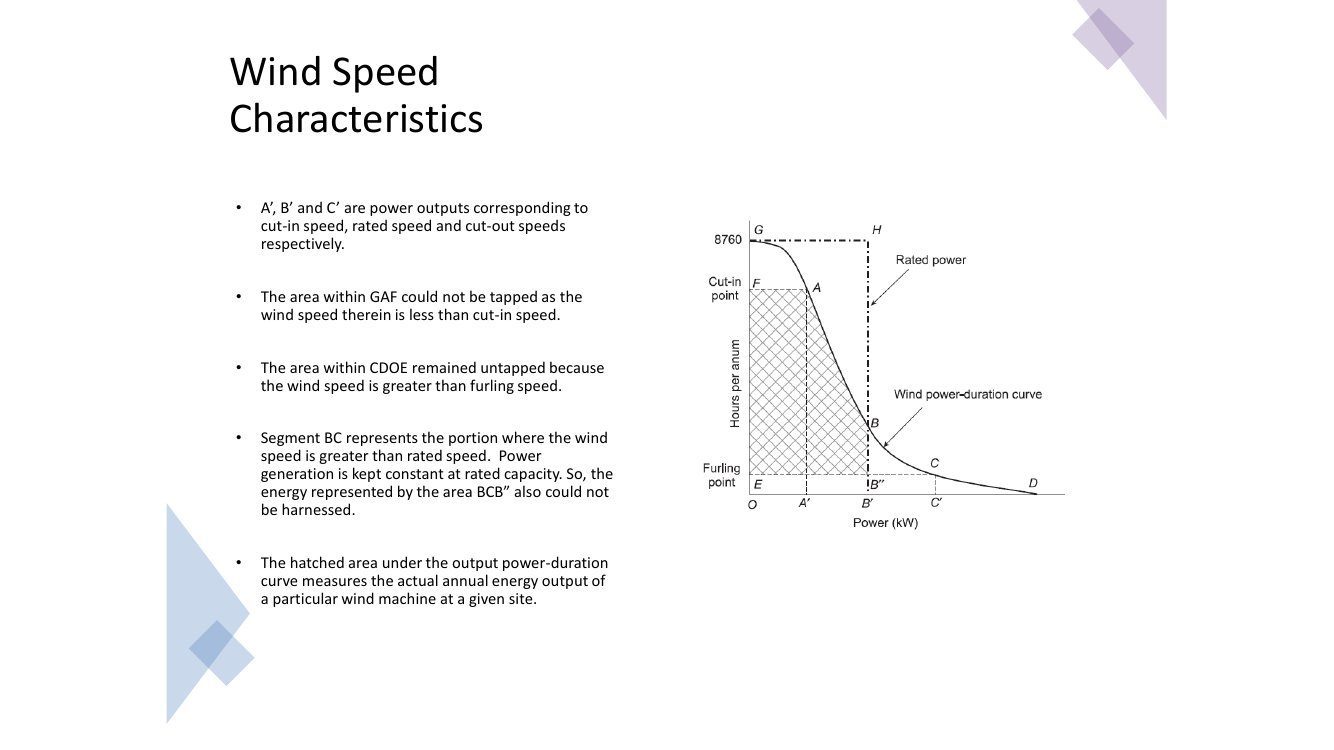 Wind Speed
Characteristics
• A’, B’ and C’ are power outputs corresponding to
cut-in speed, rated speed and cut-out speeds
respectively.
• The area within GAF could not be tapped as the
wind speed therein is less than cut-in speed.
• The area within CDOE remained untapped because
the wind speed is greater than furling speed.
• Segment BC represents the portion where the wind
speed is greater than rated speed.  Power
generation is kept constant at rated capacity. So, the
energy represented by the area BCB” also could not
be harnessed.
• The hatched area under the output power-duration
curve measures the actual annual energy output of
a particular wind machine at a given site.
G
H
8760
Rated power
Cut-in
point
F
A
Hours per anum
Wind power-duration curve
B
C
Furling
point
E
B″
D
O
A′
B′
C′
Power (kW)